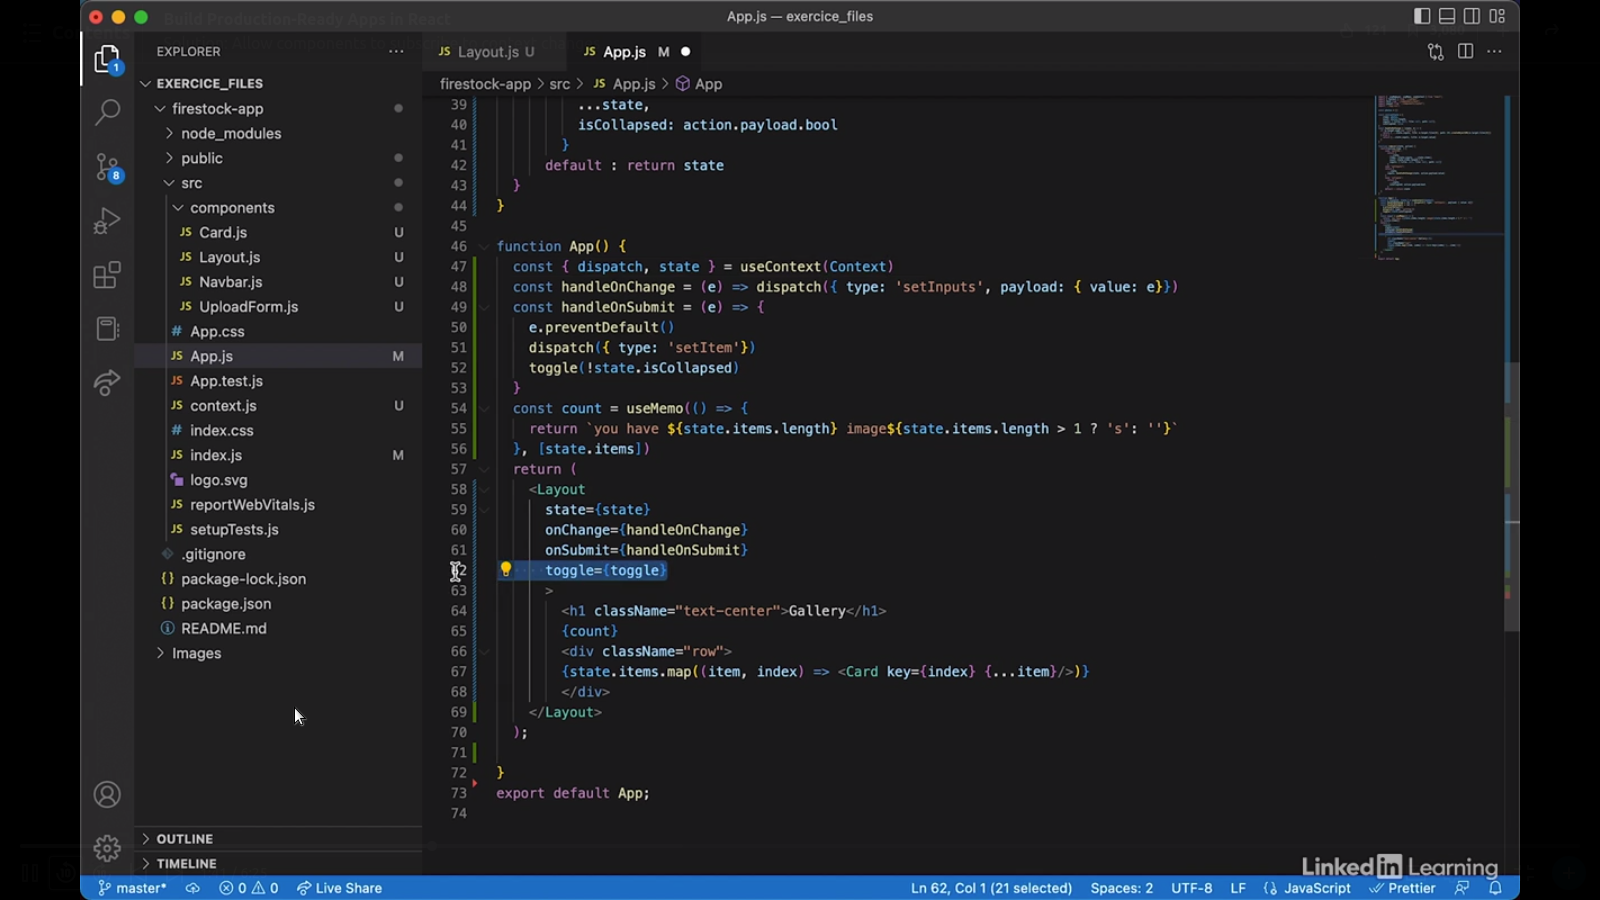 App.js — exercice_files
EXPLORER
Layout.js U
App.js M
EXERCICE_FILES
firestock-app > src > JS App.js > App
firestock-app
node_modules
public
src
components
JS Card.js U
JS Layout.js U
JS Navbar.js U
JS UploadForm.js U
# App.css
JS App.js M
JS App.test.js
JS context.js U
# index.css
JS index.js M
logo.svg
JS reportWebVitals.js
JS setupTests.js
.gitignore
{} package-lock.json
{} package.json
README.md
Images
OUTLINE
TIMELINE
1
8
39 ...state,
40 isCollapsed: action.payload.bool
41 }
42 default : return state
43 }
44 }
45
46 function App() {
47 const { dispatch, state } = useContext(Context)
48 const handleOnChange = (e) => dispatch({ type: 'setInputs', payload: { value: e}})
49 const handleOnSubmit = (e) => {
50 e.preventDefault()
51 dispatch({ type: 'setItem'})
52 toggle(!state.isCollapsed)
53 }
54 const count = useMemo(() => {
55 return `you have ${state.items.length} image${state.items.length > 1 ? 's': ''}`
56 }, [state.items])
57 return (
58 <Layout
59 state={state}
60 onChange={handleOnChange}
61 onSubmit={handleOnSubmit}
62 toggle={toggle}
63 >
64 <h1 className="text-center">Gallery</h1>
65 {count}
66 <div className="row">
67 {state.items.map((item, index) => <Card key={index} {...item}/>)}
68 </div>
69 </Layout>
70 );
71
72 }
73 export default App;
74
LinkedIn Learning
master* 0 0 Live Share
Ln 62, Col 1 (21 selected) Spaces: 2 UTF-8 LF {} JavaScript Prettier